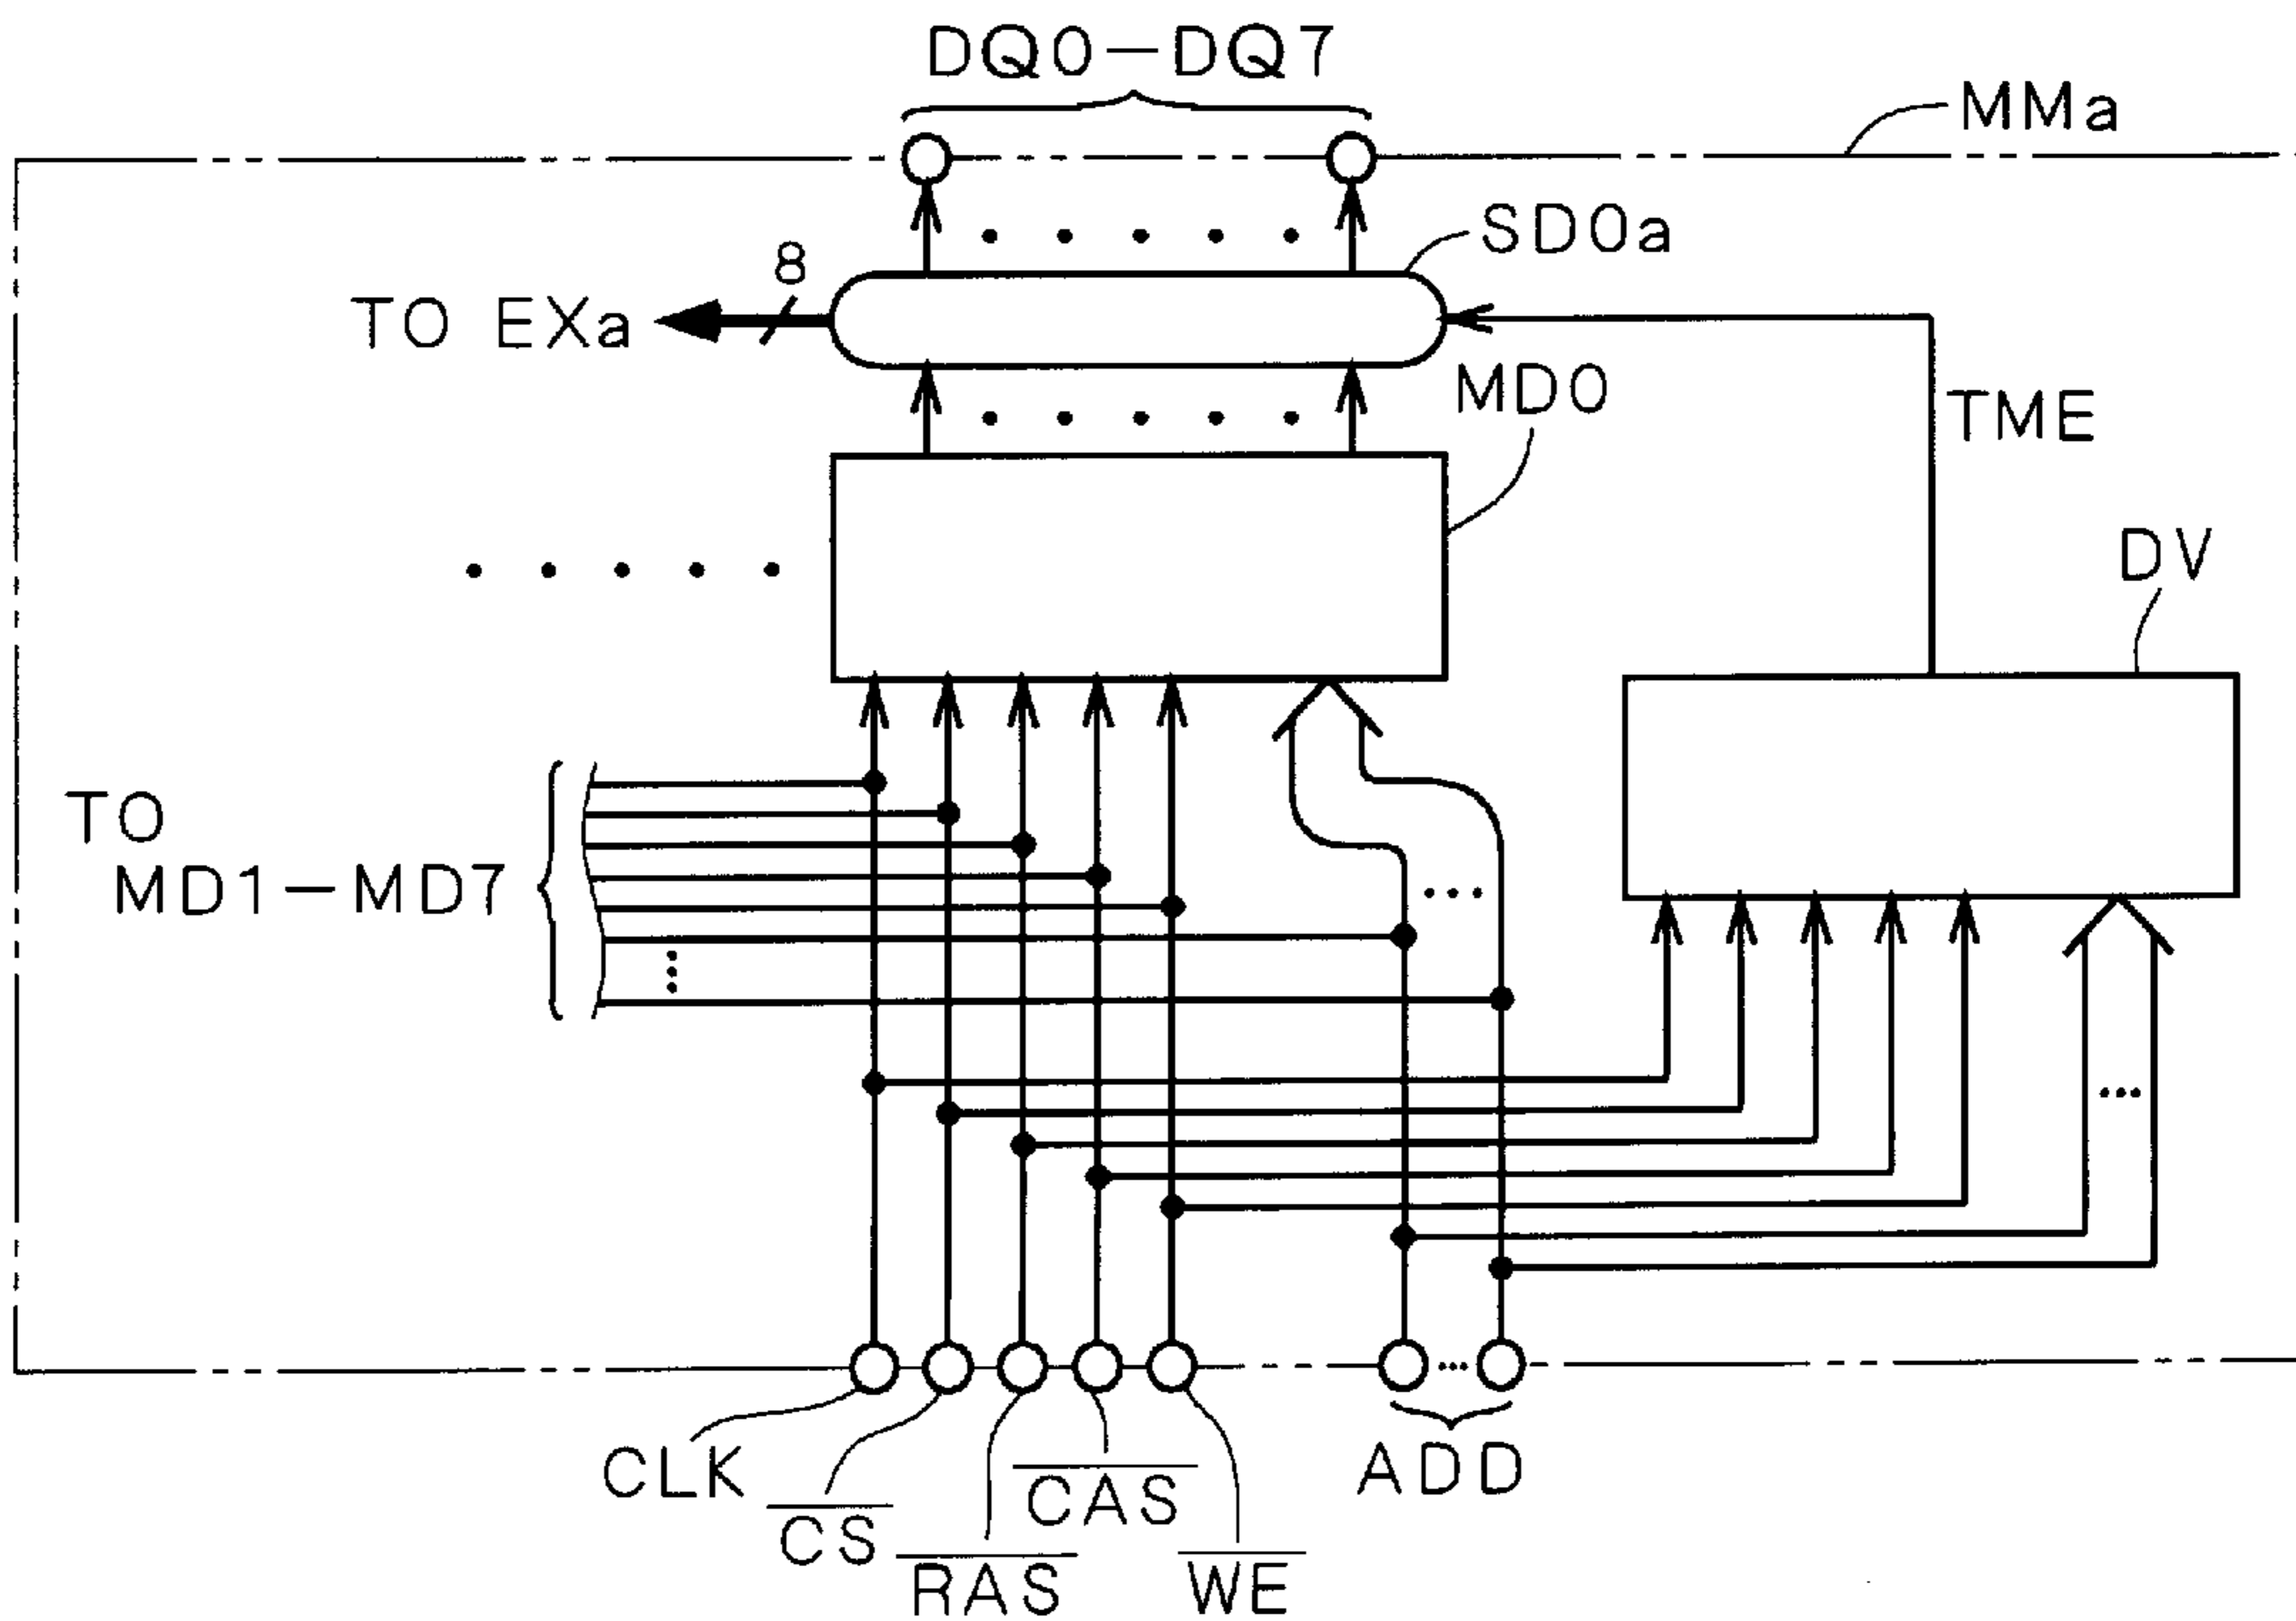 DQ0-DQ7
MMa
SD0a
8
TO EXa
MD0
TME
DV
TO
MD1-MD7
CLK
CS
RAS
CAS
WE
ADD